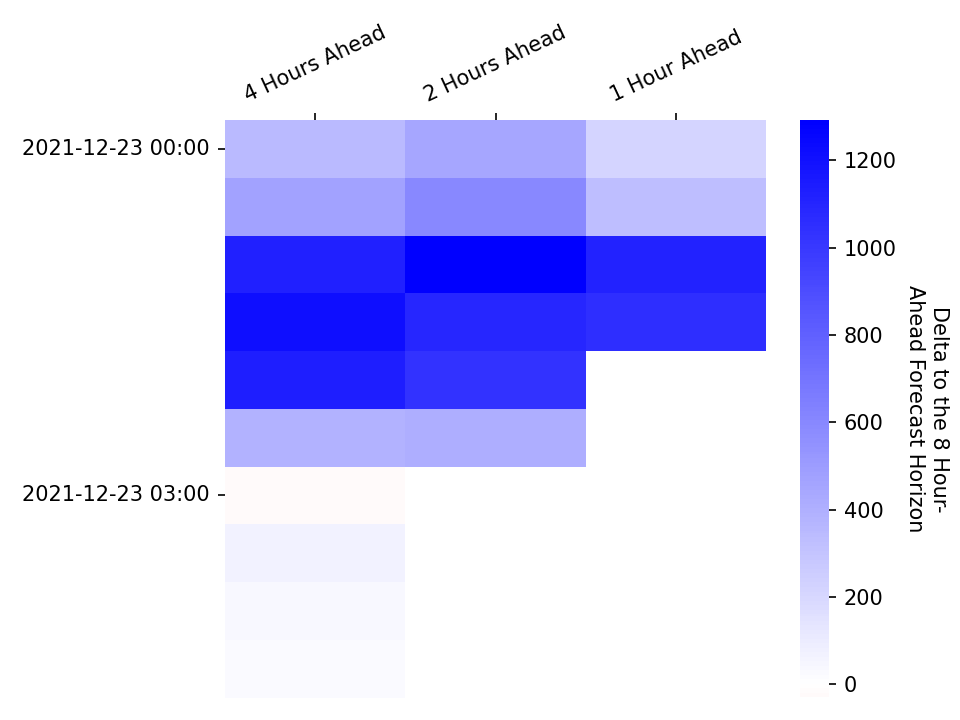 4 Hours Ahead
2 Hours Ahead
1 Hour Ahead
2021-12-23 00:00
2021-12-23 03:00
1200
1000
800
600
400
200
0
Delta to the 8 Hour-
Ahead Forecast Horizon